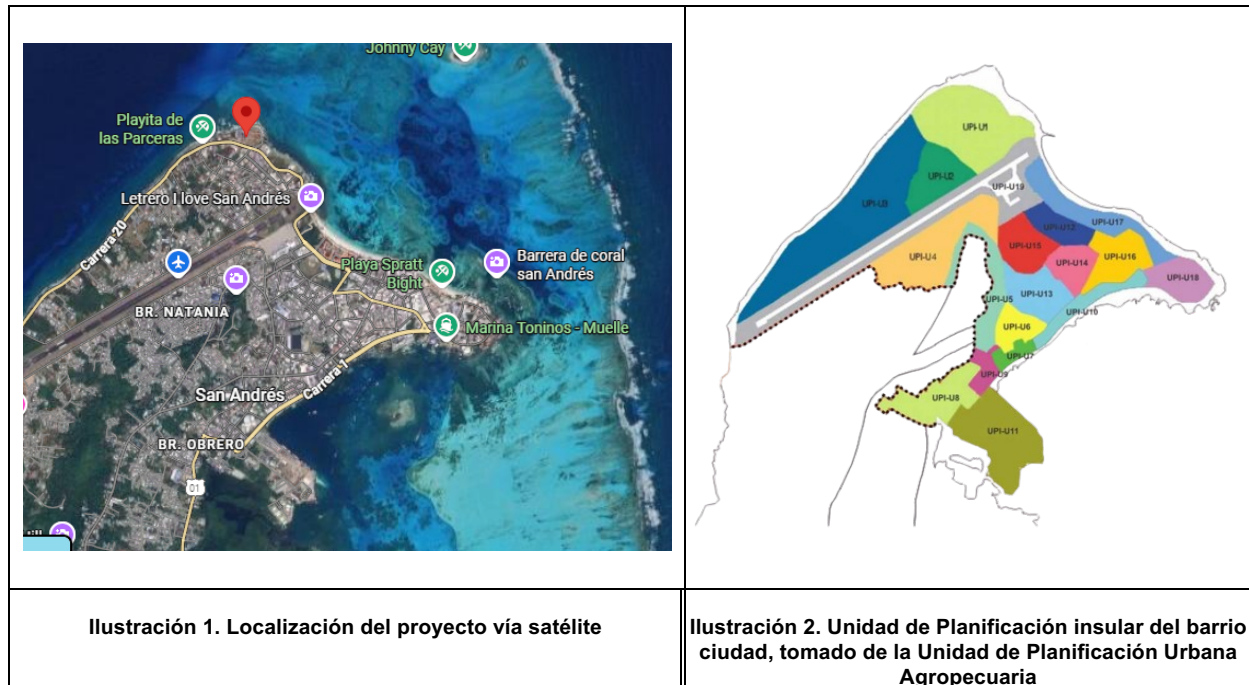 Johnny Cay
Playita de
las Parceras
Letrero I love San Andrés
Carrera 20
Playa Spratt
Bight
Barrera de coral
san Andrés
BR. NATANIA
Marina Toninos - Muelle
San Andrés
Carrera 1
BR. OBRERO
01
UPI-U1
UPI-U2
UPI-U3
UPI-U19
UPI-U17
UPI-U12
UPI-U4
UPI-U15
UPI-U14
UPI-U16
UPI-U18
UPI-U5
UPI-U13
UPI-U10
UPI-U6
UPI-U7
UPI-U9
UPI-U8
UPI-U11
Ilustración 1. Localización del proyecto vía satélite
Ilustración 2. Unidad de Planificación insular del barrio
ciudad, tomado de la Unidad de Planificación Urbana
Agropecuaria